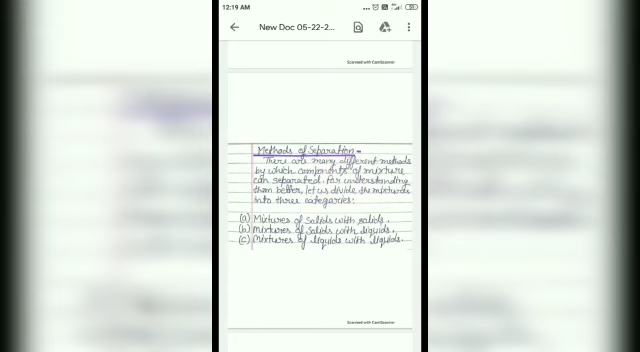 12:19 AM
New Doc 05-22-2...
Scanned with CamScanner
Methods of Separation -
There are many different methods
by which components of mixture
can separated. For understanding
them better, let us divide the mixtures
into three categories:
(a) Mixtures of Solids with solids.
(b) Mixtures of Solids with liquids.
(c) Mixtures of liquids with liquids.
Scanned with CamScanner